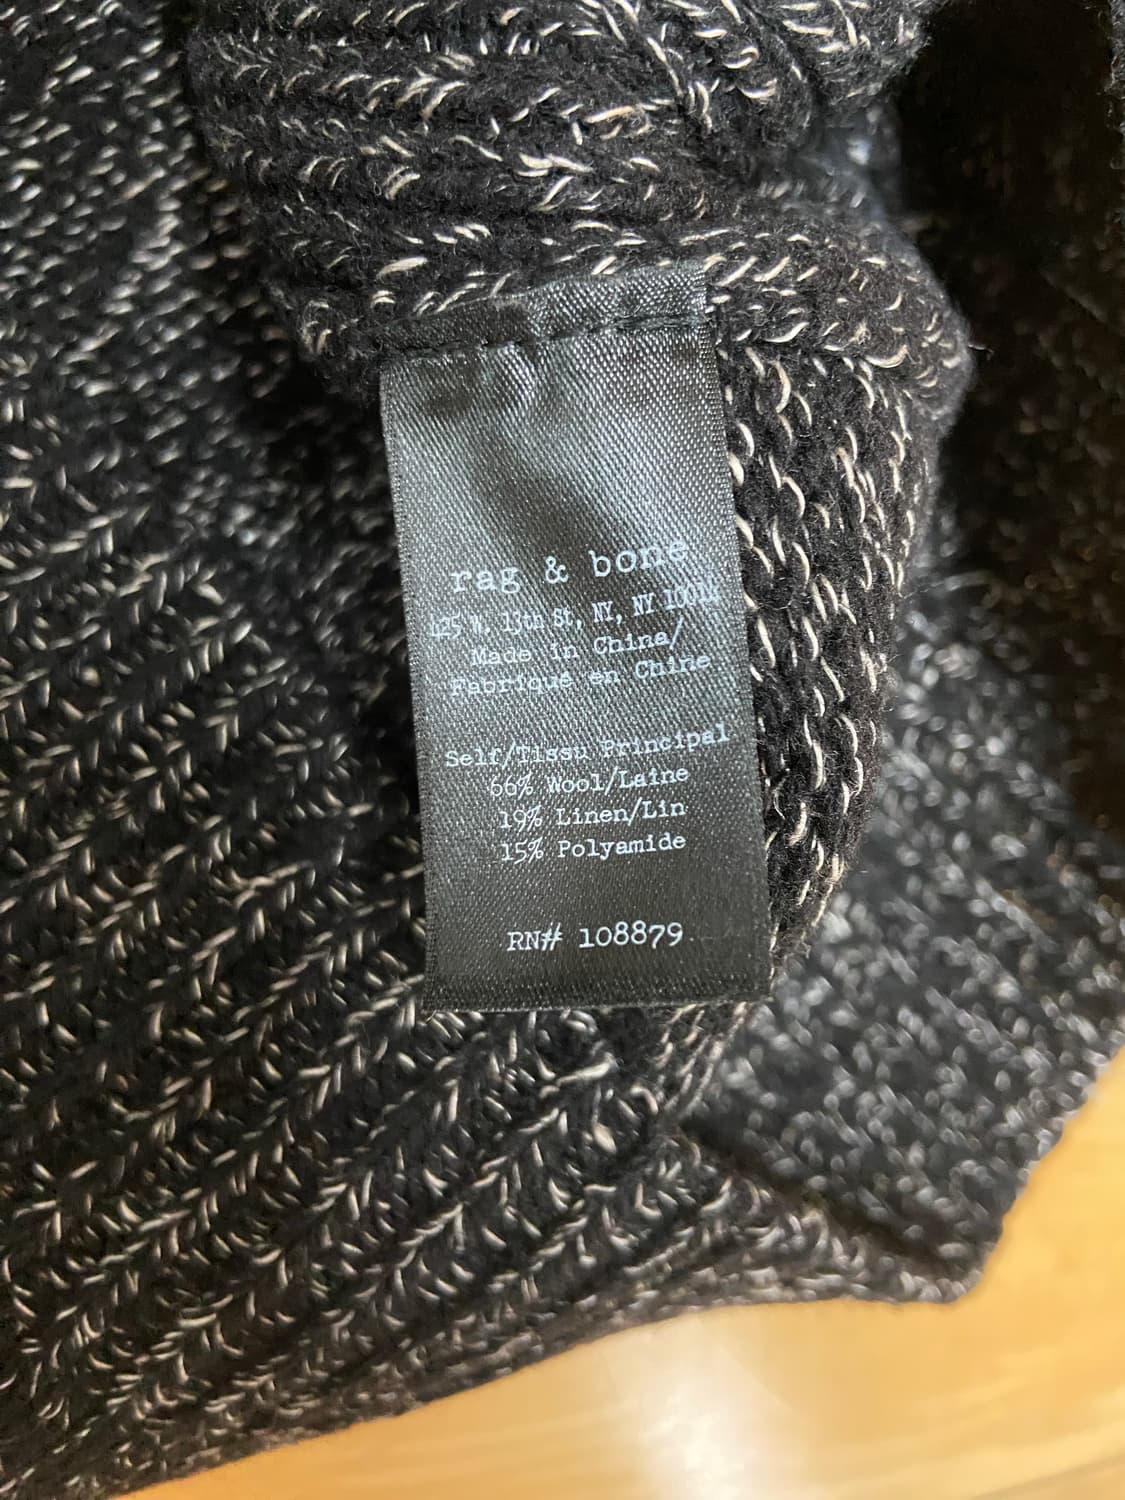 rag & bone
425 W. 13th St, NY, NY 10014
Made in China/
Fabriqué en Chine
Self/Tissu Principal
66% Wool/Laine
19% Linen/Lin
15% Polyamide
RN# 108879